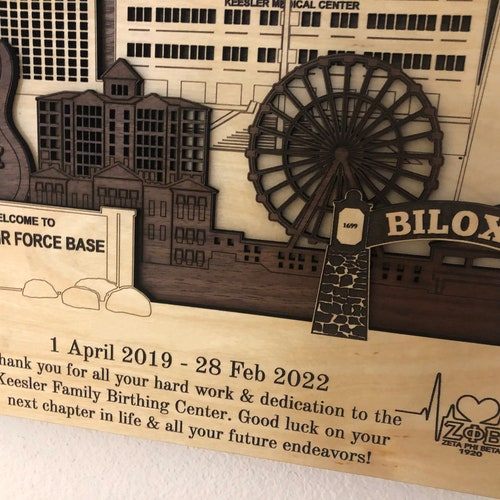 KEESLER MEDICAL CENTER
1699
BILOX
WELCOME TO
R FORCE BASE
1 April 2019 - 28 Feb 2022
hank you for all your hard work & dedication to the
Keesler Family Birthing Center. Good luck on your
next chapter in life & all your future endeavors!
ΖΦΒ
ZETA PHI BETA
1920